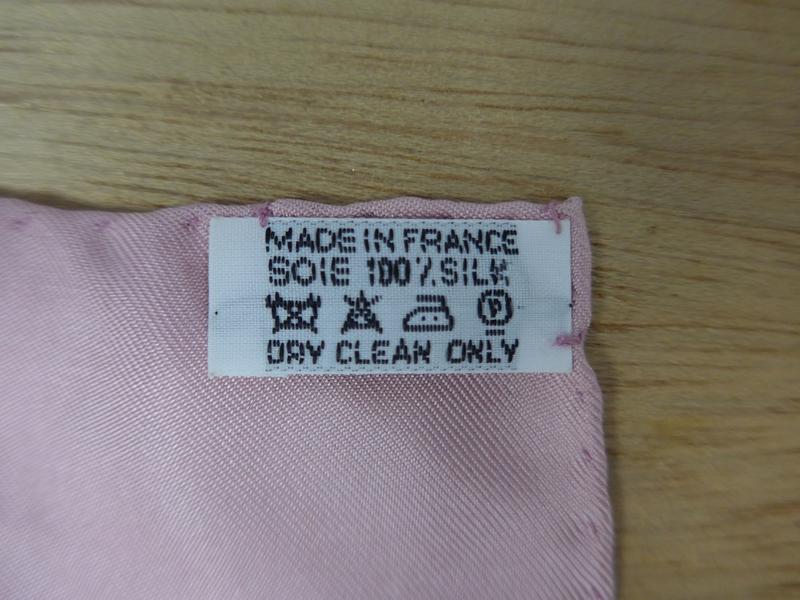 MADE IN FRANCE
SOIE 100% SILK
P
DRY CLEAN ONLY